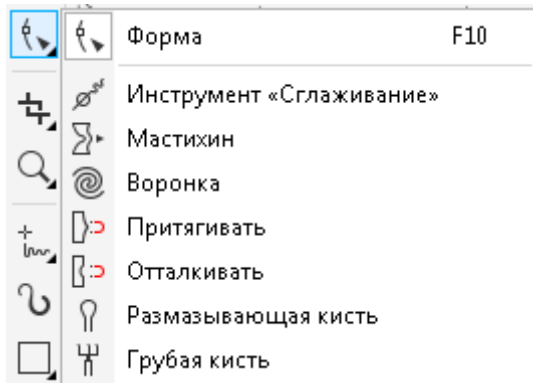 Форма F10
Инструмент «Сглаживание»
Мастихин
Воронка
Притягивать
Отталкивать
Размазывающая кисть
Грубая кисть